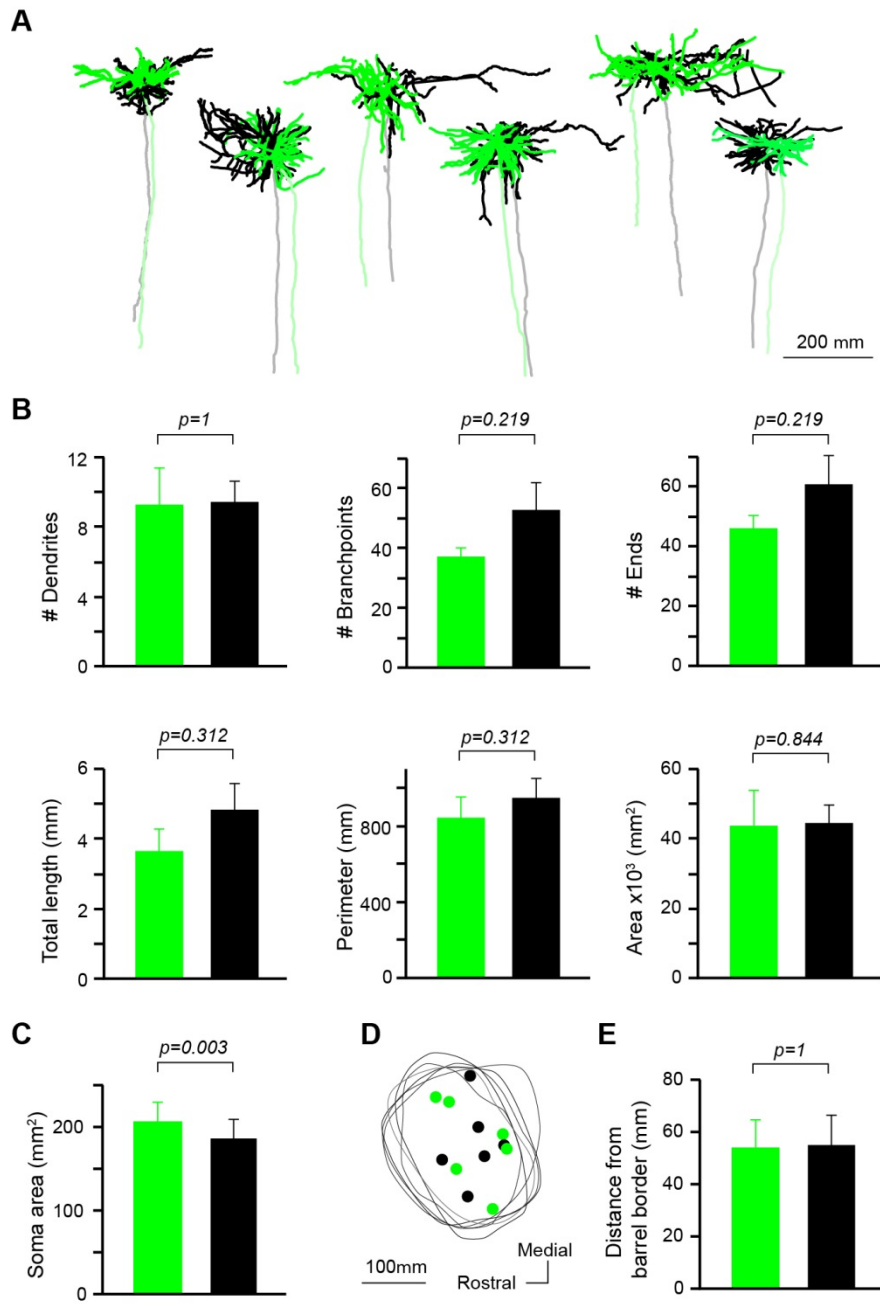 A
200 mm
B
p=1
p=0.219
p=0.219
# Dendrites
12
8
4
0
# Branchpoints
60
40
20
0
# Ends
60
40
20
0
p=0.312
p=0.312
p=0.844
Total length (mm)
6
4
2
0
Perimeter (mm)
800
400
0
Area x10³ (mm²)
60
40
20
0
C
p=0.003
Soma area (mm²)
200
100
0
D
100mm
Medial
Rostral
E
p=1
Distance from
barrel border (mm)
80
60
40
20
0